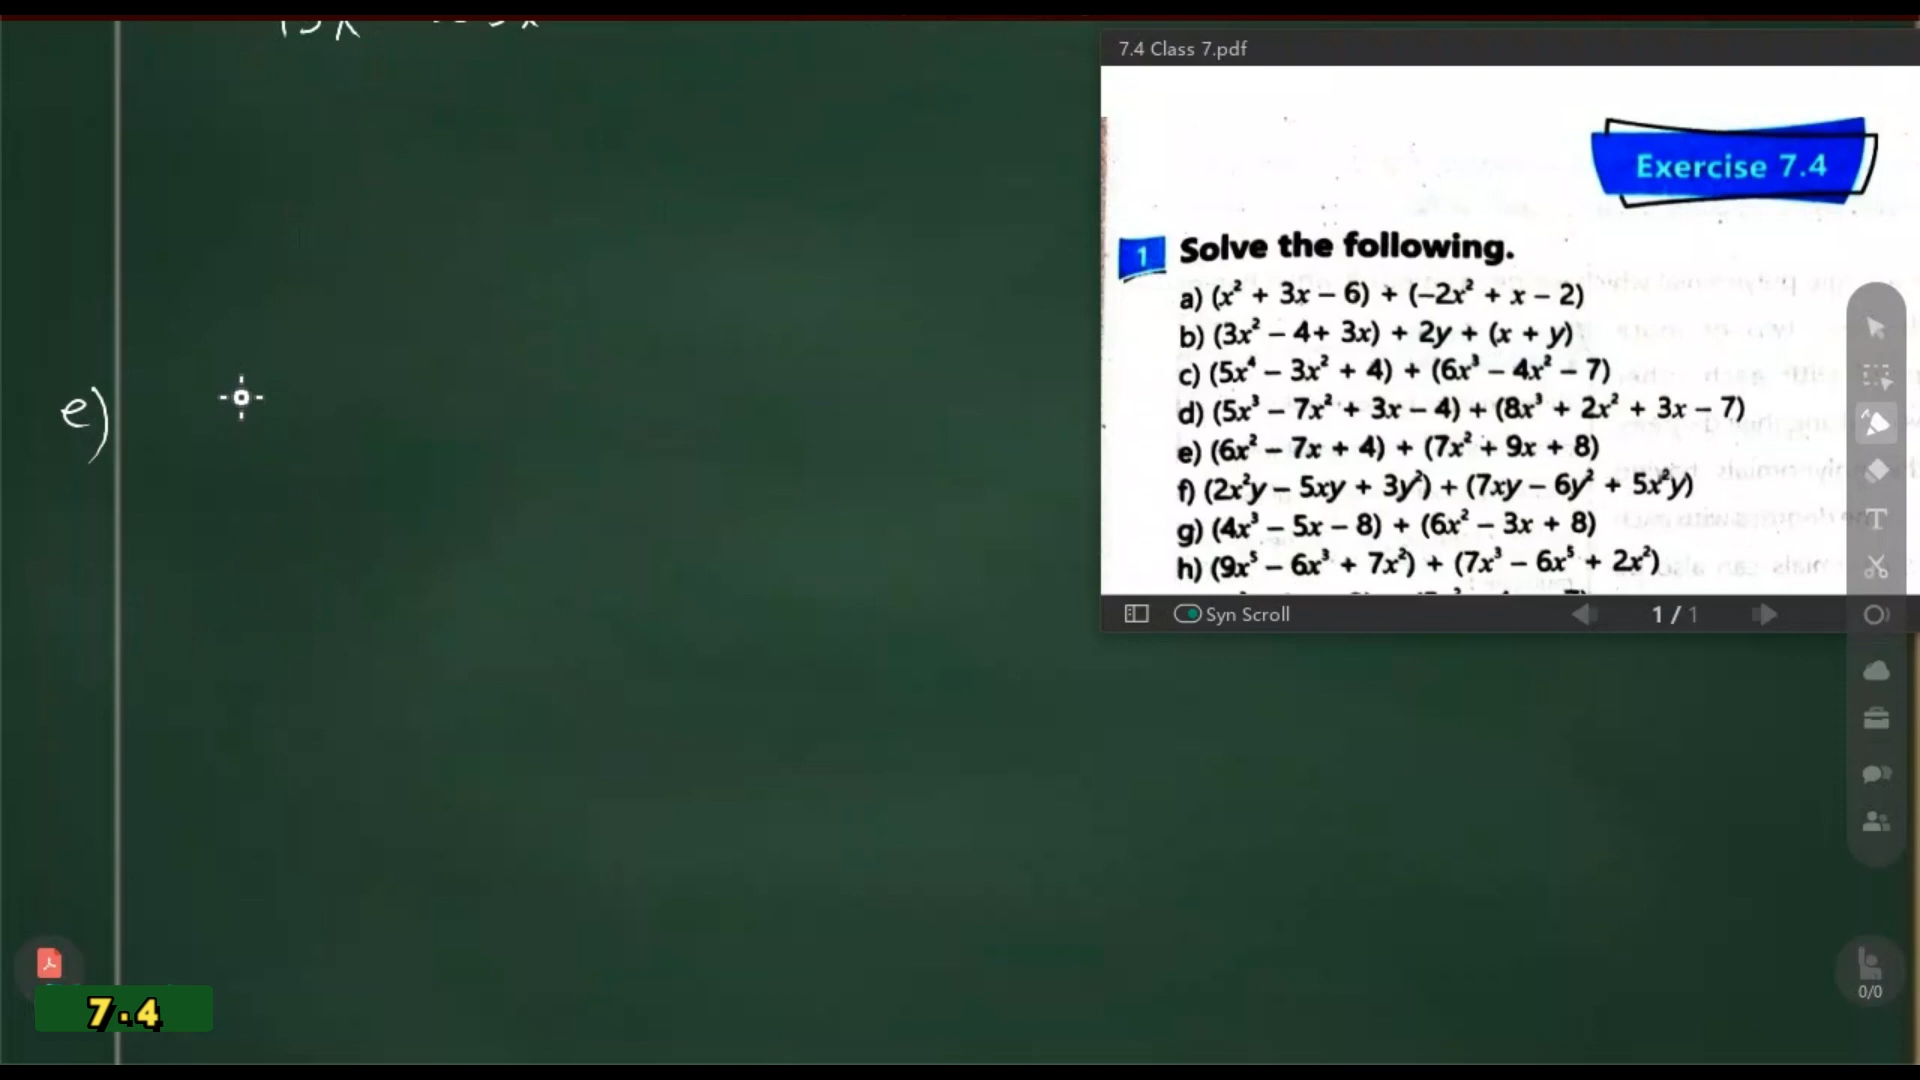 7.4 Class 7.pdf
Exercise 7.4
1 Solve the following.
a) (x² + 3x – 6) + (–2x² + x – 2)
b) (3x² – 4+ 3x) + 2y + (x + y)
c) (5x⁴ – 3x² + 4) + (6x³ – 4x² – 7)
d) (5x³ – 7x² + 3x – 4) + (8x³ + 2x² + 3x – 7)
e) (6x² – 7x + 4) + (7x² + 9x + 8)
f) (2x²y – 5xy + 3y²) + (7xy – 6y² + 5x²y)
g) (4x³ – 5x – 8) + (6x² – 3x + 8)
h) (9x⁵ – 6x³ + 7x²) + (7x³ – 6x⁵ + 2x²)
Syn Scroll
1 / 1
e)
7.4
0/0